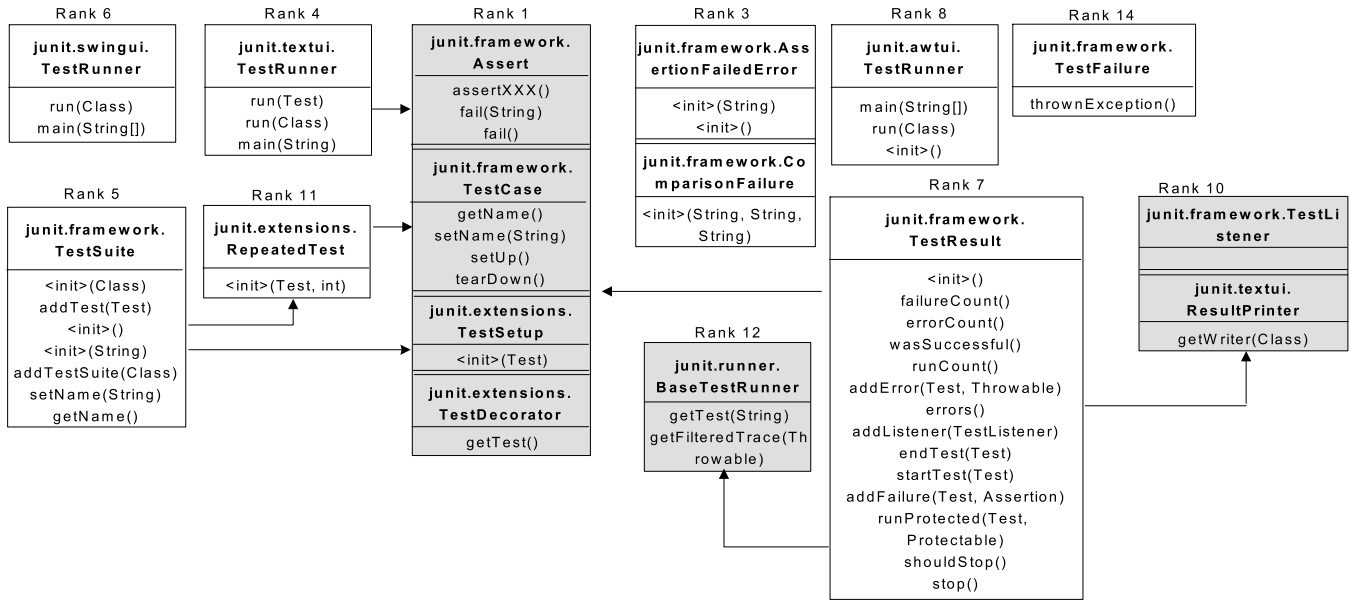 Rank 6
junit.swingui.
TestRunner
run(Class)
main(String[])
Rank 4
junit.textui.
TestRunner
run(Test)
run(Class)
main(String)
Rank 1
junit.framework.
Assert
assertXXX()
fail(String)
fail()
junit.framework.
TestCase
getName()
setName(String)
setUp()
tearDown()
junit.extensions.
TestSetup
<init>(Test)
junit.extensions.
TestDecorator
getTest()
Rank 3
junit.framework.Ass
ertionFailedError
<init>(String)
<init>()
junit.framework.Co
mparisonFailure
<init>(String, String,
String)
Rank 8
junit.awtui.
TestRunner
main(String[])
run(Class)
<init>()
Rank 14
junit.framework.
TestFailure
thrownException()
Rank 5
junit.framework.
TestSuite
<init>(Class)
addTest(Test)
<init>()
<init>(String)
addTestSuite(Class)
setName(String)
getName()
Rank 11
junit.extensions.
RepeatedTest
<init>(Test, int)
Rank 12
junit.runner.
BaseTestRunner
getTest(String)
getFilteredTrace(Th
rowable)
Rank 7
junit.framework.
TestResult
<init>()
failureCount()
errorCount()
wasSuccessful()
runCount()
addError(Test, Throwable)
errors()
addListener(TestListener)
endTest(Test)
startTest(Test)
addFailure(Test, Assertion)
runProtected(Test,
Protectable)
shouldStop()
stop()
Rank 10
junit.framework.TestLi
stener
junit.textui.
ResultPrinter
getWriter(Class)